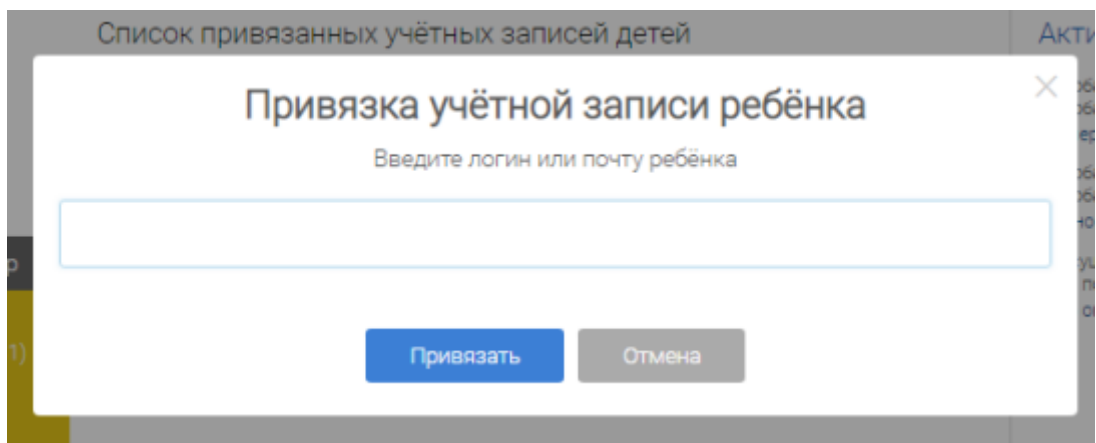 Список привязанных учётных записей детей
Привязка учётной записи ребёнка
Введите логин или почту ребёнка
Привязать
Отмена